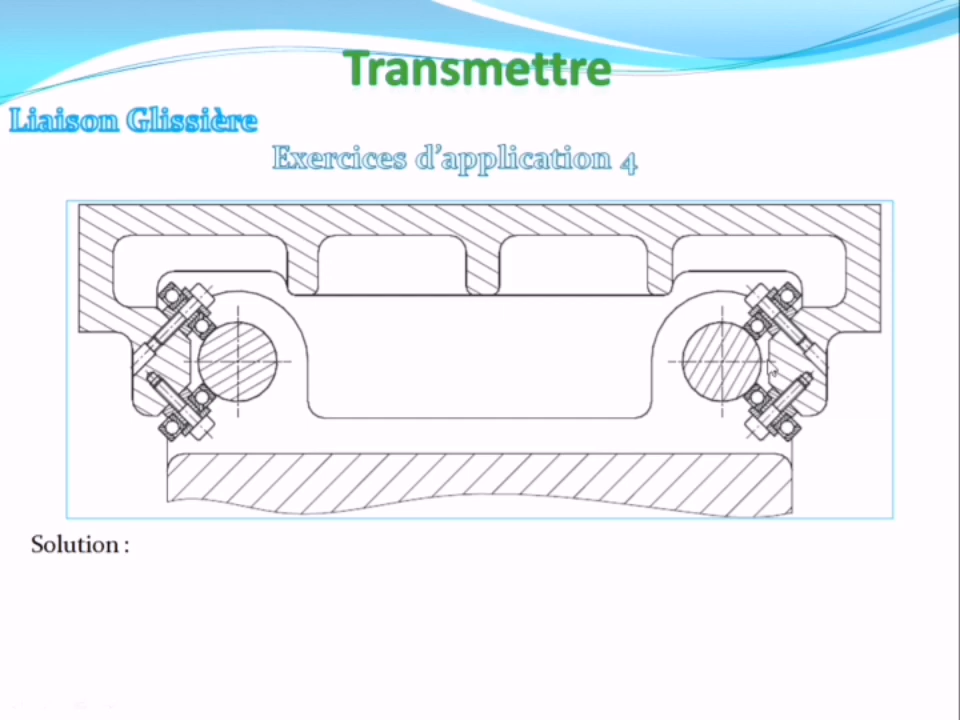 Transmettre
Liaison Glissière
Exercices d'application 4
Solution :